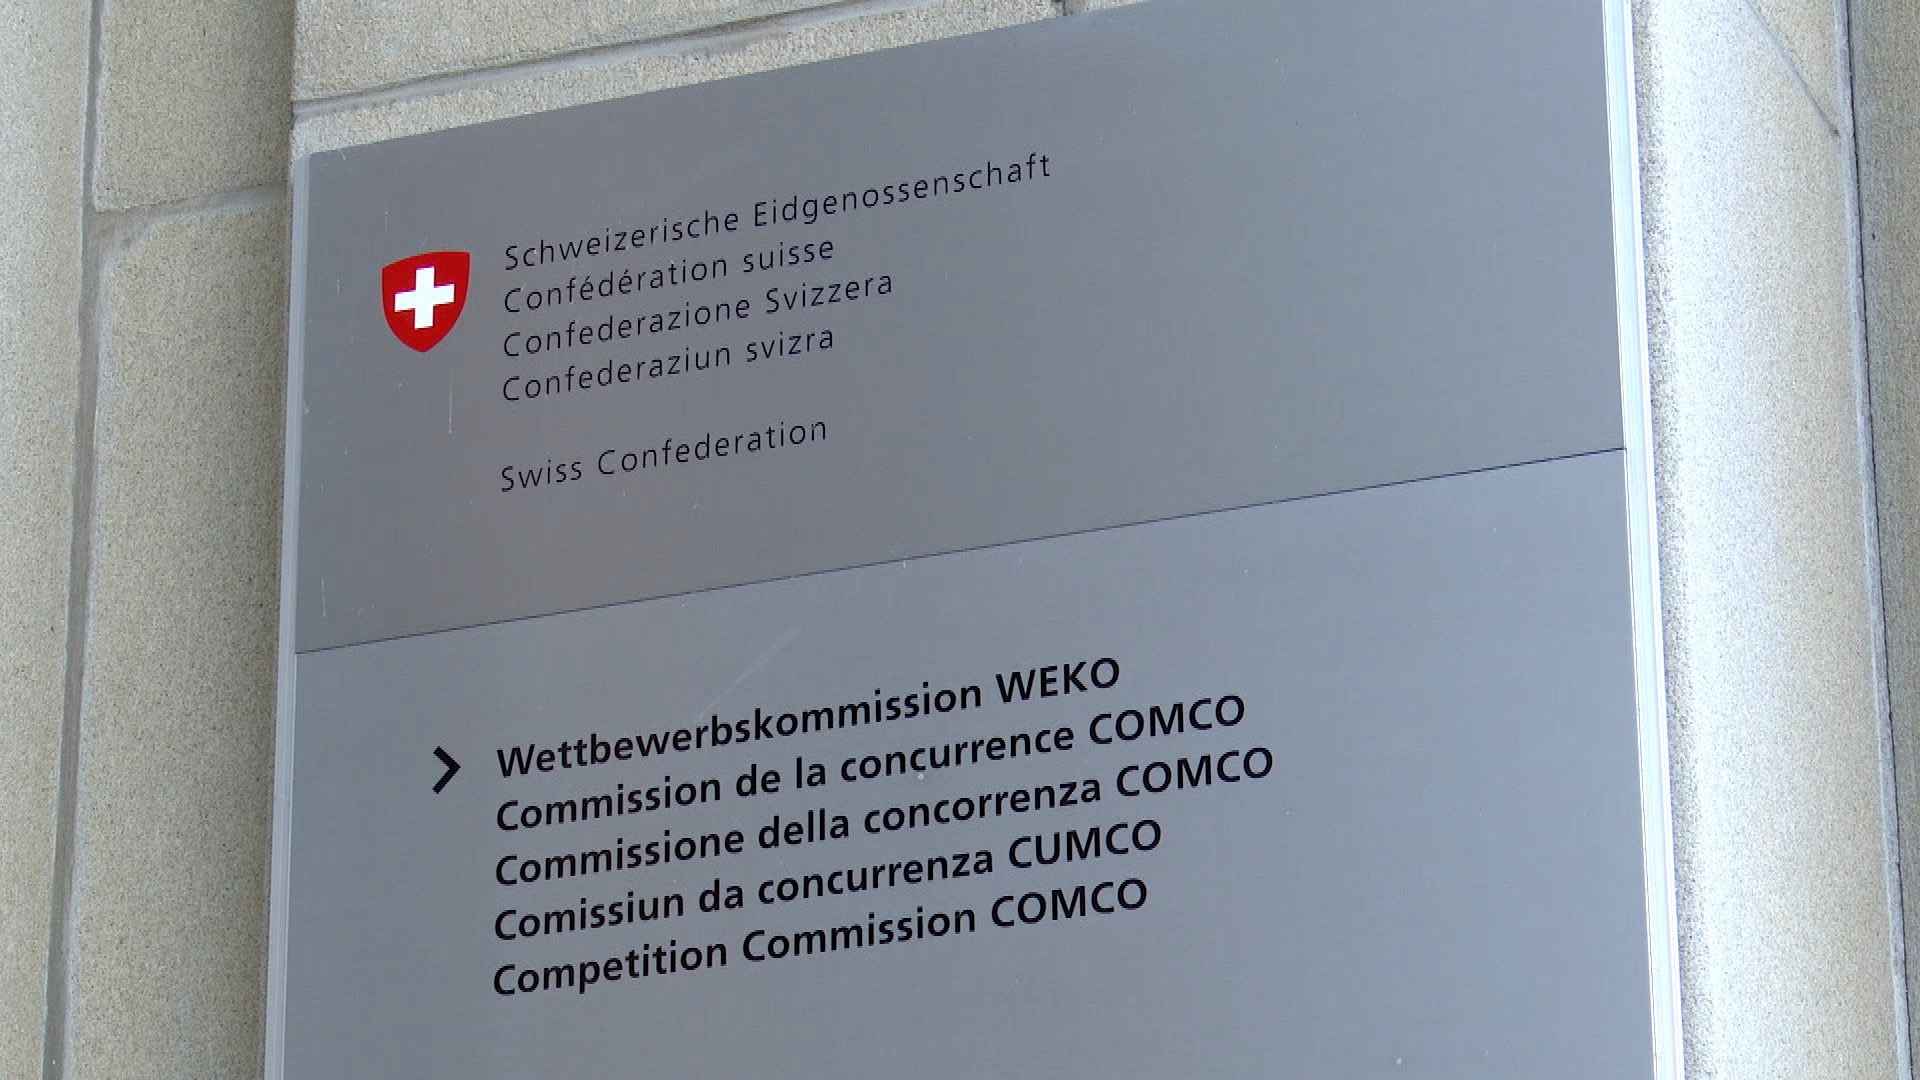 Schweizerische Eidgenossenschaft
Confédération suisse
Confederazione Svizzera
Confederaziun svizra
Swiss Confederation
Wettbewerbskommission WEKO
Commission de la concurrence COMCO
Commissione della concorrenza COMCO
Comissiun da concurrenza CUMCO
Competition Commission COMCO